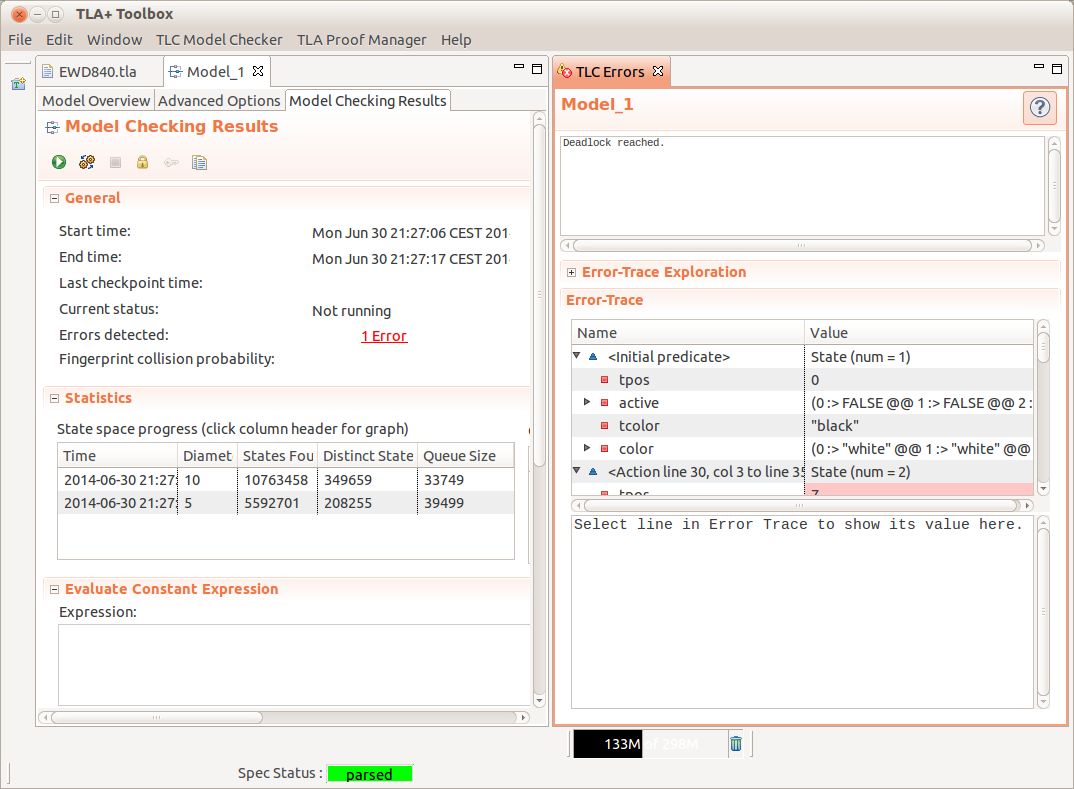 TLA+ Toolbox
File Edit Window TLC Model Checker TLA Proof Manager Help
EWD840.tla
Model_1
Model Overview
Advanced Options
Model Checking Results
Model Checking Results
General
Start time: Mon Jun 30 21:27:06 CEST 201
End time: Mon Jun 30 21:27:17 CEST 201
Last checkpoint time:
Current status: Not running
Errors detected: 1 Error
Fingerprint collision probability:
Statistics
State space progress (click column header for graph)
Time Diamet States Fou Distinct State Queue Size
2014-06-30 21:27: 10 10763458 349659 33749
2014-06-30 21:27: 5 5592701 208255 39499
Evaluate Constant Expression
Expression:
TLC Errors
Model_1
?
Deadlock reached.
Error-Trace Exploration
Error-Trace
Name Value
<Initial predicate> State (num = 1)
tpos 0
active (0 :> FALSE @@ 1 :> FALSE @@ 2 :
tcolor "black"
color (0 :> "white" @@ 1 :> "white" @@
<Action line 30, col 3 to line 35 State (num = 2)
tpos 7
Select line in Error Trace to show its value here.
133M of 298M
Spec Status : parsed